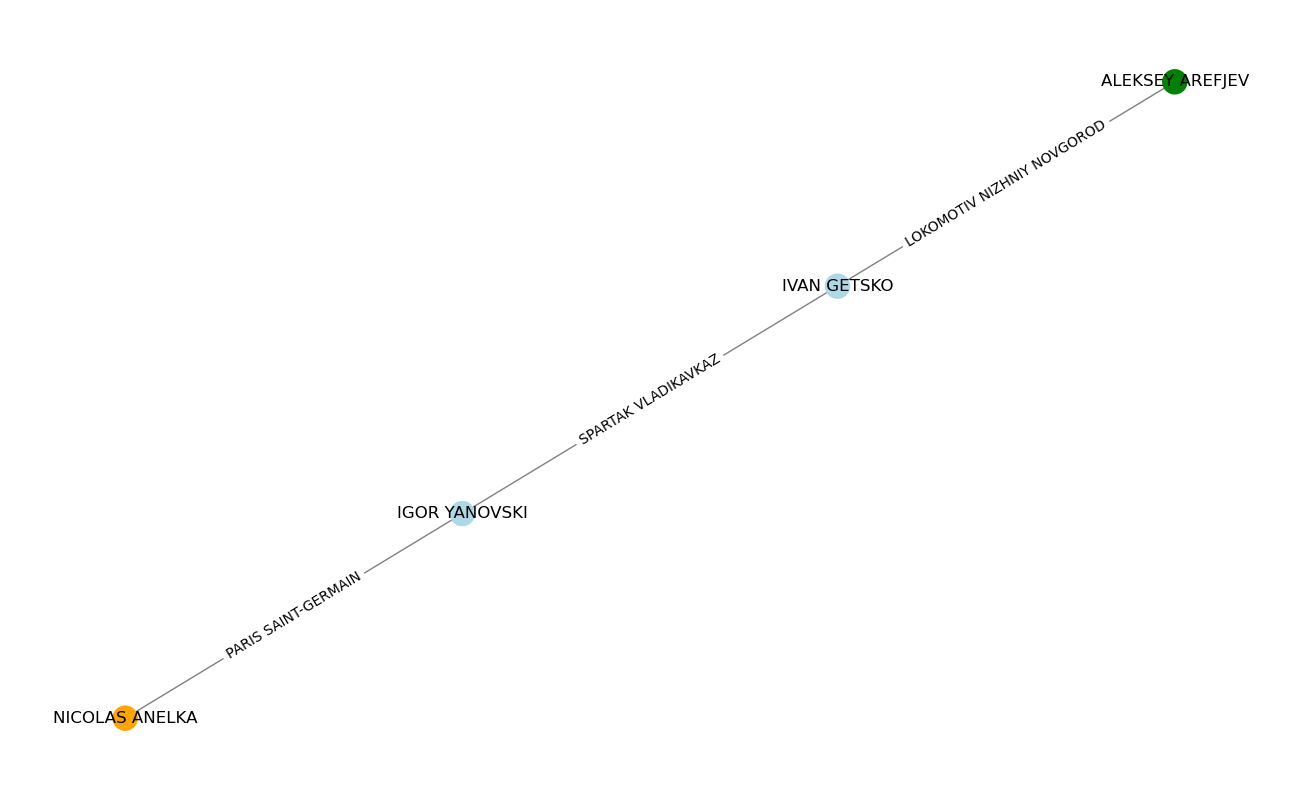 ALEKSEY AREFJEV
LOKOMOTIV NIZHNIY NOVGOROD
IVAN GETSKO
SPARTAK VLADIKAVKAZ
IGOR YANOVSKI
PARIS SAINT-GERMAIN
NICOLAS ANELKA